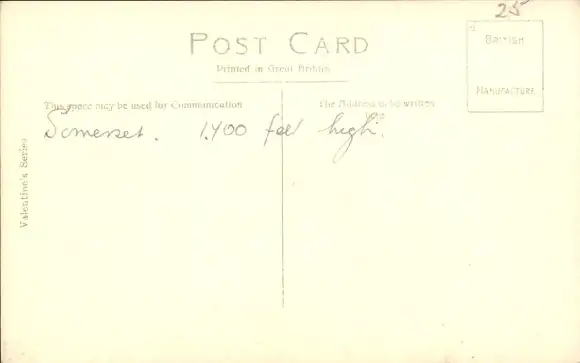 25
POST CARD
Printed in Great Britain
BRITISH
MANUFACTURE
This space may be used for Communication
The Address to be written
Somerset. 1400 feet high.
Valentine's Series